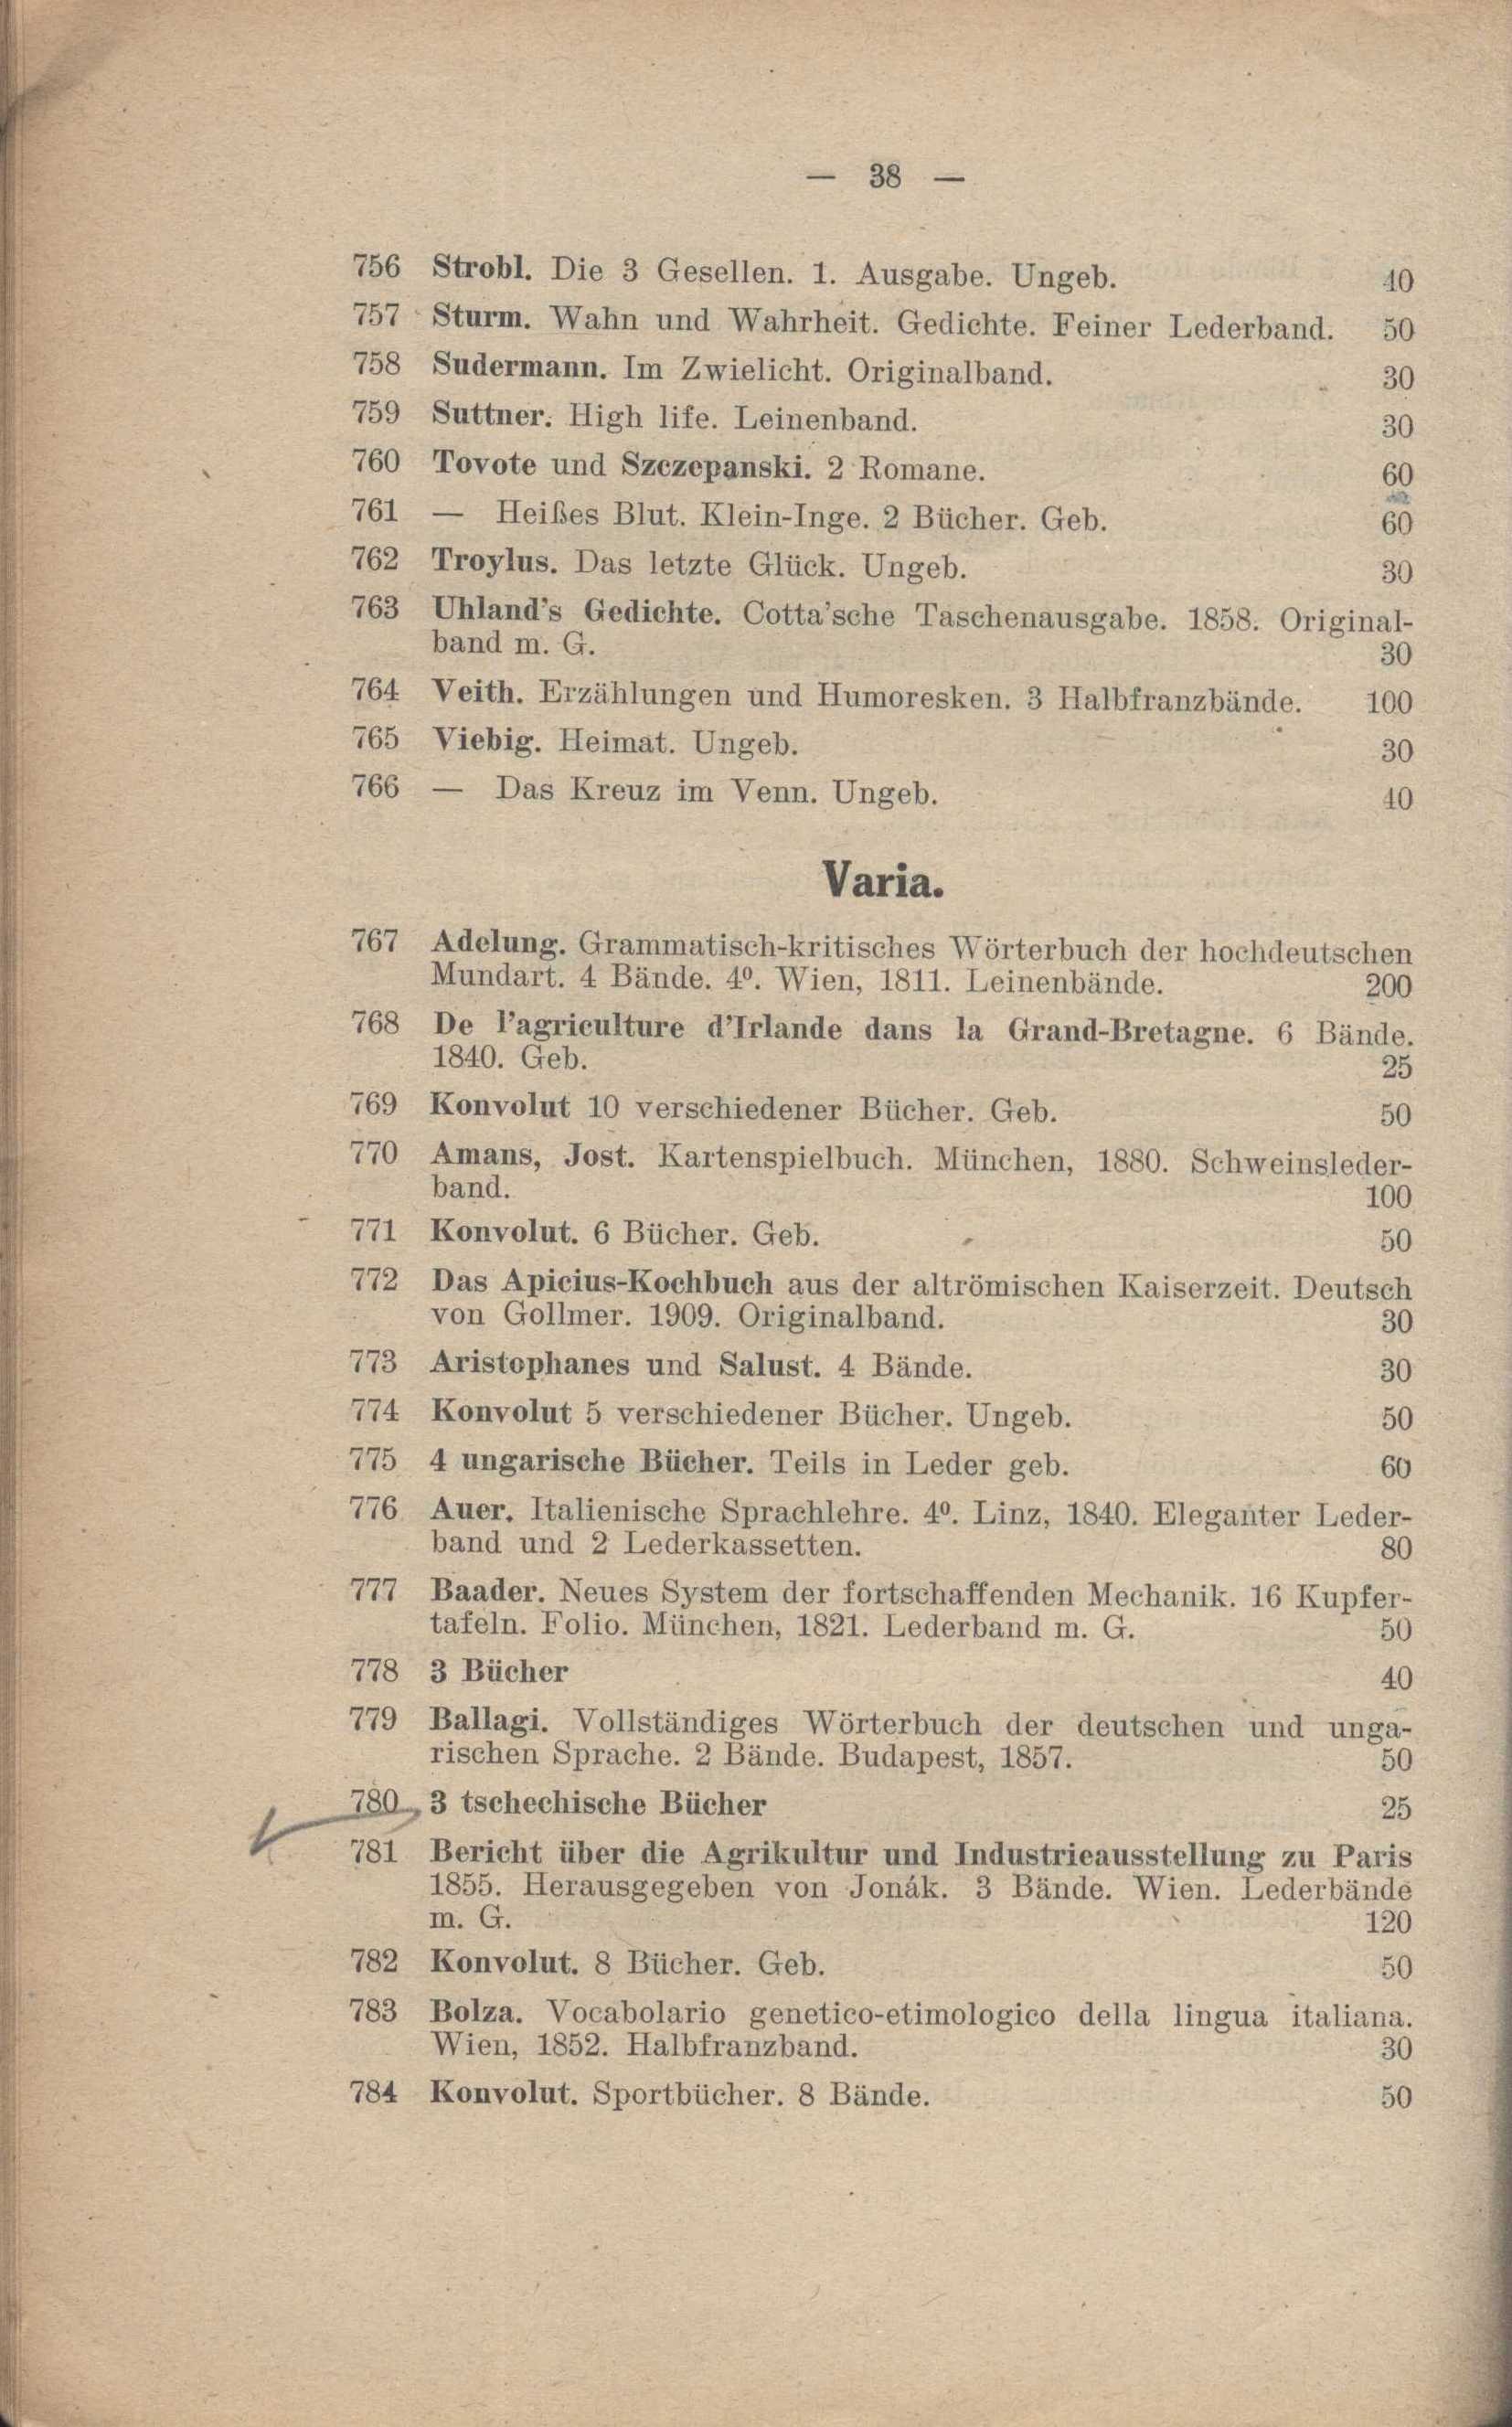 — 38 —
756 Strobl. Die 3 Gesellen. 1. Ausgabe. Ungeb. 40
757 Sturm. Wahn und Wahrheit. Gedichte. Feiner Lederband. 50
758 Sudermann. Im Zwielicht. Originalband. 30
759 Suttner. High life. Leinenband. 30
760 Tovote und Szczepanski. 2 Romane. 60
761 — Heißes Blut. Klein-Inge. 2 Bücher. Geb. 60
762 Troylus. Das letzte Glück. Ungeb. 30
763 Uhland's Gedichte. Cotta'sche Taschenausgabe. 1858. Original-
band m. G. 30
764 Veith. Erzählungen und Humoresken. 3 Halbfranzbände. 100
765 Viebig. Heimat. Ungeb. 30
766 — Das Kreuz im Venn. Ungeb. 40
Varia.
767 Adelung. Grammatisch-kritisches Wörterbuch der hochdeutschen
Mundart. 4 Bände. 4⁰. Wien, 1811. Leinenbände. 200
768 De l'agriculture d'Irlande dans la Grand-Bretagne. 6 Bände.
1840. Geb. 25
769 Konvolut 10 verschiedener Bücher. Geb. 50
770 Amans, Jost. Kartenspielbuch. München, 1880. Schweinsleder-
band. 100
771 Konvolut. 6 Bücher. Geb. 50
772 Das Apicius-Kochbuch aus der altrömischen Kaiserzeit. Deutsch
von Gollmer. 1909. Originalband. 30
773 Aristophanes und Salust. 4 Bände. 30
774 Konvolut 5 verschiedener Bücher. Ungeb. 50
775 4 ungarische Bücher. Teils in Leder geb. 60
776 Auer. Italienische Sprachlehre. 4⁰. Linz, 1840. Eleganter Leder-
band und 2 Lederkassetten. 80
777 Baader. Neues System der fortschaffenden Mechanik. 16 Kupfer-
tafeln. Folio. München, 1821. Lederband m. G. 50
778 3 Bücher 40
779 Ballagi. Vollständiges Wörterbuch der deutschen und unga-
rischen Sprache. 2 Bände. Budapest, 1857. 50
780 3 tschechische Bücher 25
781 Bericht über die Agrikultur und Industrieausstellung zu Paris
1855. Herausgegeben von Jonák. 3 Bände. Wien. Lederbände
m. G. 120
782 Konvolut. 8 Bücher. Geb. 50
783 Bolza. Vocabolario genetico-etimologico della lingua italiana.
Wien, 1852. Halbfranzband. 30
784 Konvolut. Sportbücher. 8 Bände. 50